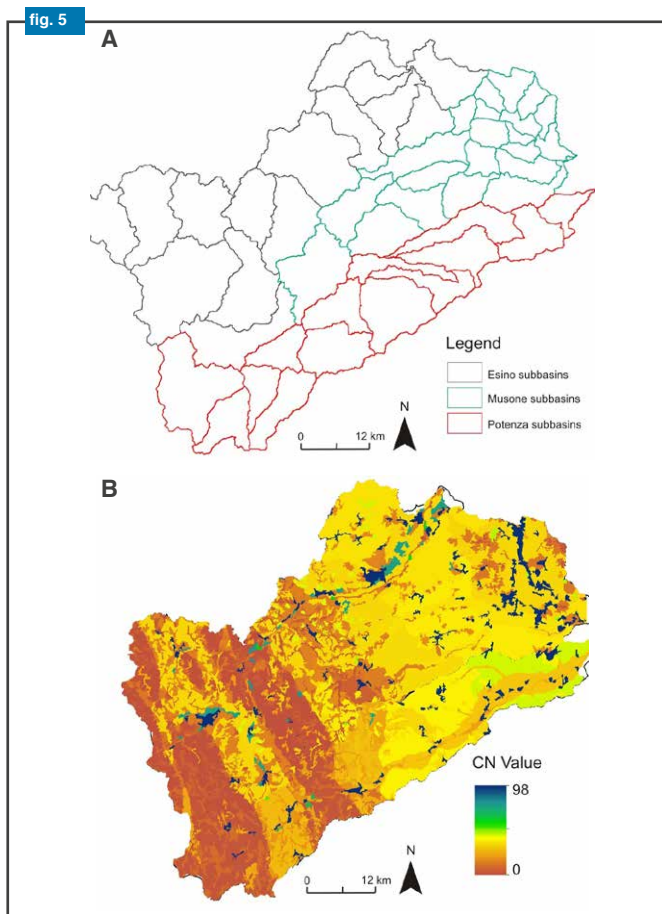 fig. 5
A
Legend
Esino subbasins
Musone subbasins
Potenza subbasins
N
0 12 km
B
CN Value
98
0
N
0 12 km